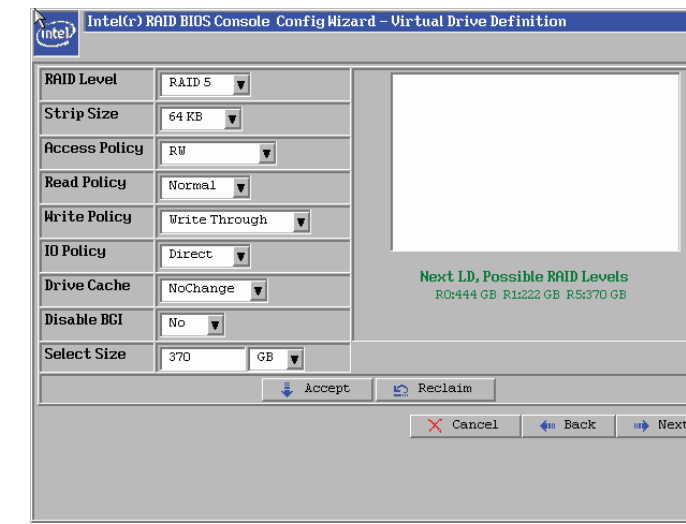 intel
Intel(r) RAID BIOS Console Config Wizard – Virtual Drive Definition
RAID Level RAID 5
Strip Size 64 KB
Access Policy RW
Read Policy Normal
Write Policy Write Through
IO Policy Direct
Drive Cache NoChange
Disable BGI No
Select Size 370 GB
Next LD, Possible RAID Levels
R0:444 GB R1:222 GB R5:370 GB
Accept Reclaim
Cancel Back Next